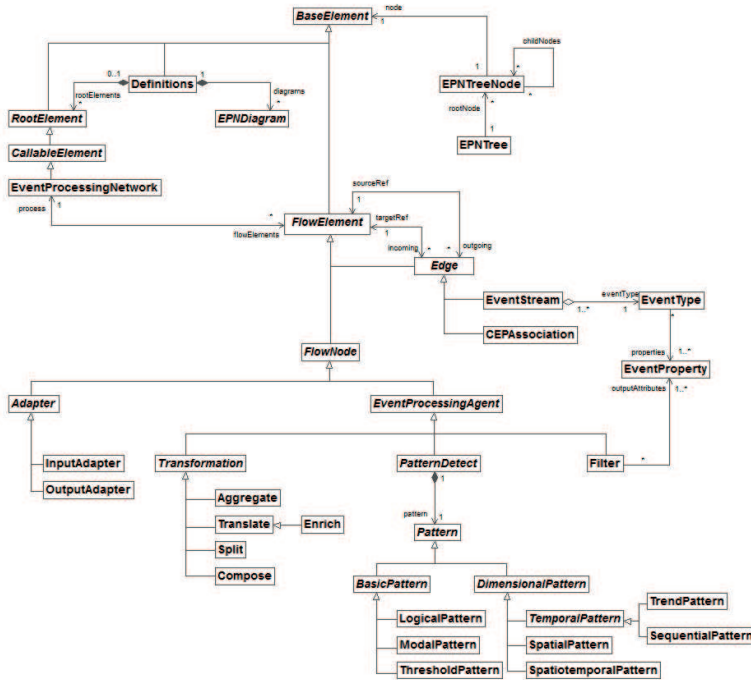 BaseElement
node
1
1
childNodes
*
*
EPNTreeNode
rootNode
*
1
EPNTree
0..1
Definitions
1
rootElements
*
diagrams
*
RootElement
EPNDiagram
CallableElement
EventProcessingNetwork
process
1
*
flowElements
FlowElement
sourceRef
1
targetRef
1
incoming
*
*
outgoing
Edge
EventStream
eventType
1..*
1
EventType
CEPAssociation
*
properties
1..*
EventProperty
outputAttributes
1..*
FlowNode
Adapter
EventProcessingAgent
InputAdapter
OutputAdapter
Transformation
PatternDetect
Filter
*
1
Aggregate
Translate
Enrich
Split
Compose
pattern
1
Pattern
BasicPattern
DimensionalPattern
LogicalPattern
ModalPattern
ThresholdPattern
TemporalPattern
TrendPattern
SequentialPattern
SpatialPattern
SpatiotemporalPattern